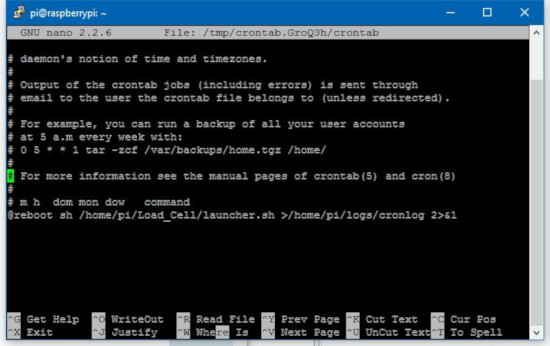 pi@raspberrypi: ~
GNU nano 2.2.6 File: /tmp/crontab.GroQ3h/crontab
# daemon's notion of time and timezones.
#
# Output of the crontab jobs (including errors) is sent through
# email to the user the crontab file belongs to (unless redirected).
#
# For example, you can run a backup of all your user accounts
# at 5 a.m every week with:
# 0 5 * * 1 tar -zcf /var/backups/home.tgz /home/
#
# For more information see the manual pages of crontab(5) and cron(8)
#
# m h  dom mon dow   command
@reboot sh /home/pi/Load_Cell/launcher.sh >/home/pi/logs/cronlog 2>&1
^G Get Help ^O WriteOut ^R Read File ^Y Prev Page ^K Cut Text ^C Cur Pos
^X Exit ^J Justify ^W Where Is ^V Next Page ^U UnCut Text ^T To Spell